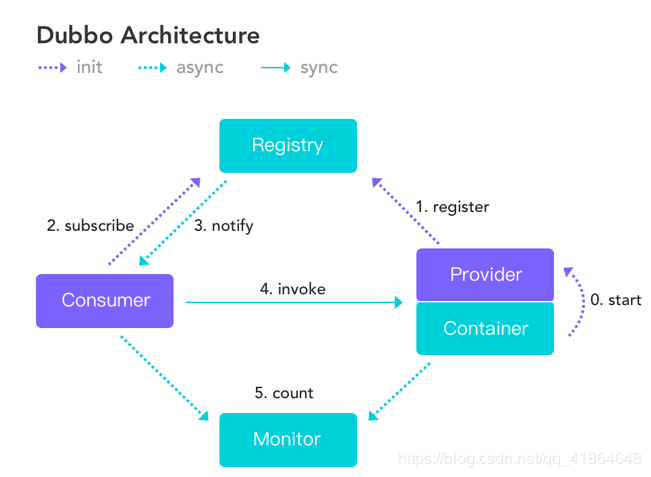 Dubbo Architecture
init async sync
Registry
1. register
2. subscribe
3. notify
Provider
Consumer
4. invoke
0. start
Container
5. count
Monitor
https://blog.csdn.net/qq_41864648